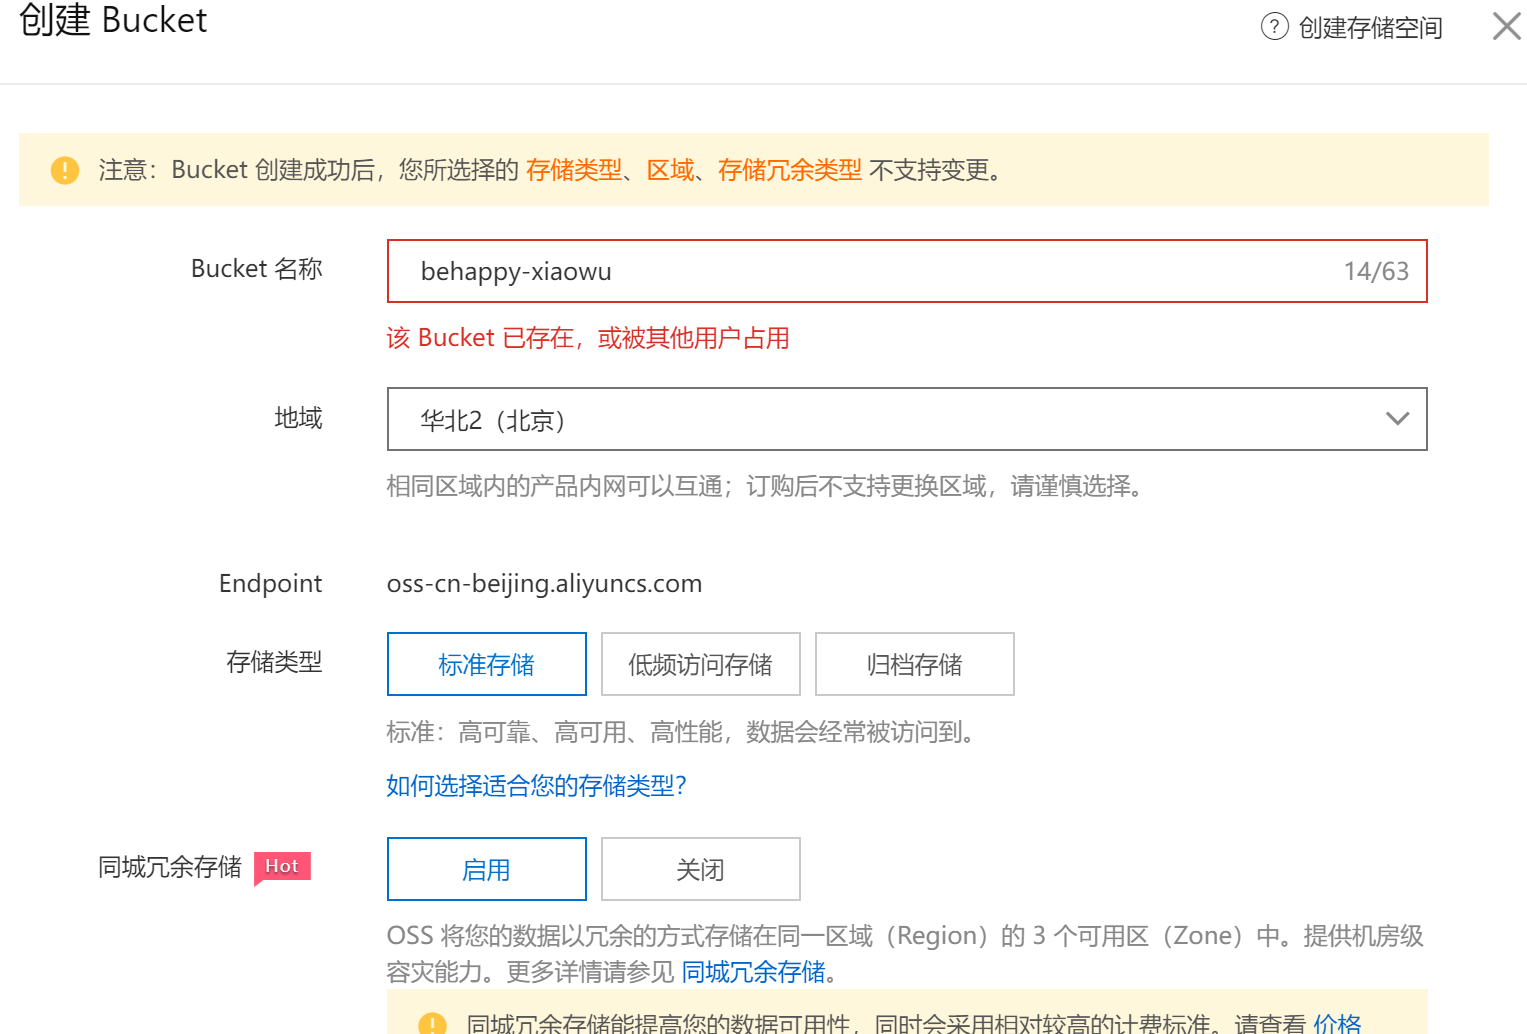 创建 Bucket
? 创建存储空间
注意：Bucket 创建成功后，您所选择的 存储类型、区域、存储冗余类型 不支持变更。
Bucket 名称
behappy-xiaowu 14/63
该 Bucket 已存在，或被其他用户占用
地域
华北2（北京）
相同区域内的产品内网可以互通；订购后不支持更换区域，请谨慎选择。
Endpoint oss-cn-beijing.aliyuncs.com
存储类型 标准存储 低频访问存储 归档存储
标准：高可靠、高可用、高性能，数据会经常被访问到。
如何选择适合您的存储类型？
同城冗余存储 Hot 启用 关闭
OSS 将您的数据以冗余的方式存储在同一区域（Region）的 3 个可用区（Zone）中。提供机房级
容灾能力。更多详情请参见 同城冗余存储。
同城冗余存储能提高您的数据可用性，同时会采用相对较高的计费标准。请查看 价格